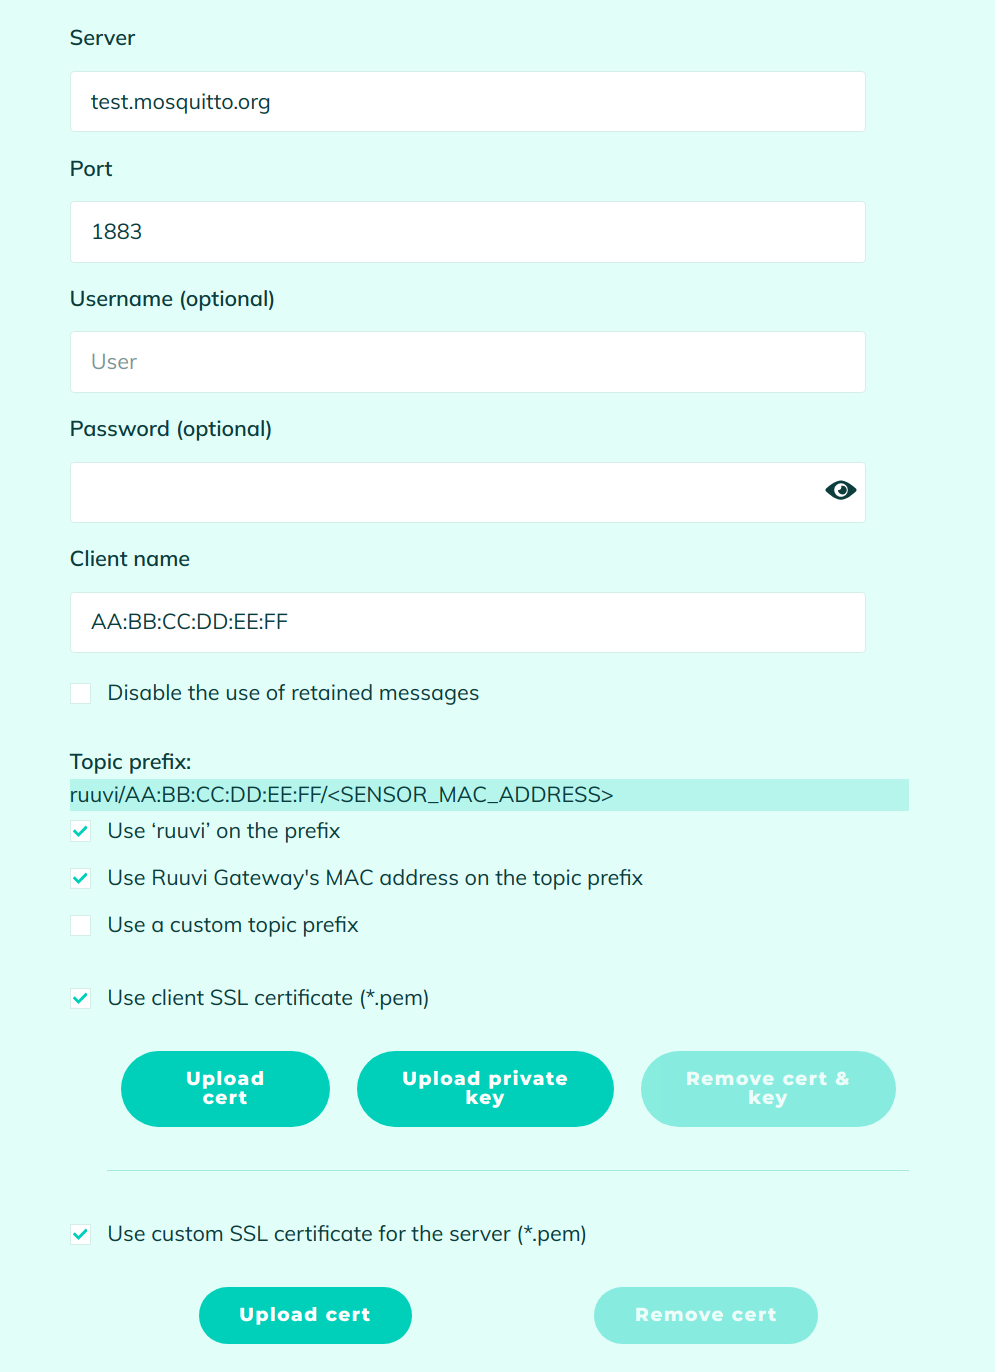 Server
test.mosquitto.org
Port
1883
Username (optional)
User
Password (optional)
Client name
AA:BB:CC:DD:EE:FF
Disable the use of retained messages
Topic prefix:
ruuvi/AA:BB:CC:DD:EE:FF/<SENSOR_MAC_ADDRESS>
Use ‘ruuvi’ on the prefix
Use Ruuvi Gateway's MAC address on the topic prefix
Use a custom topic prefix
Use client SSL certificate (*.pem)
Upload
cert
Upload private
key
Remove cert &
key
Use custom SSL certificate for the server (*.pem)
Upload cert
Remove cert